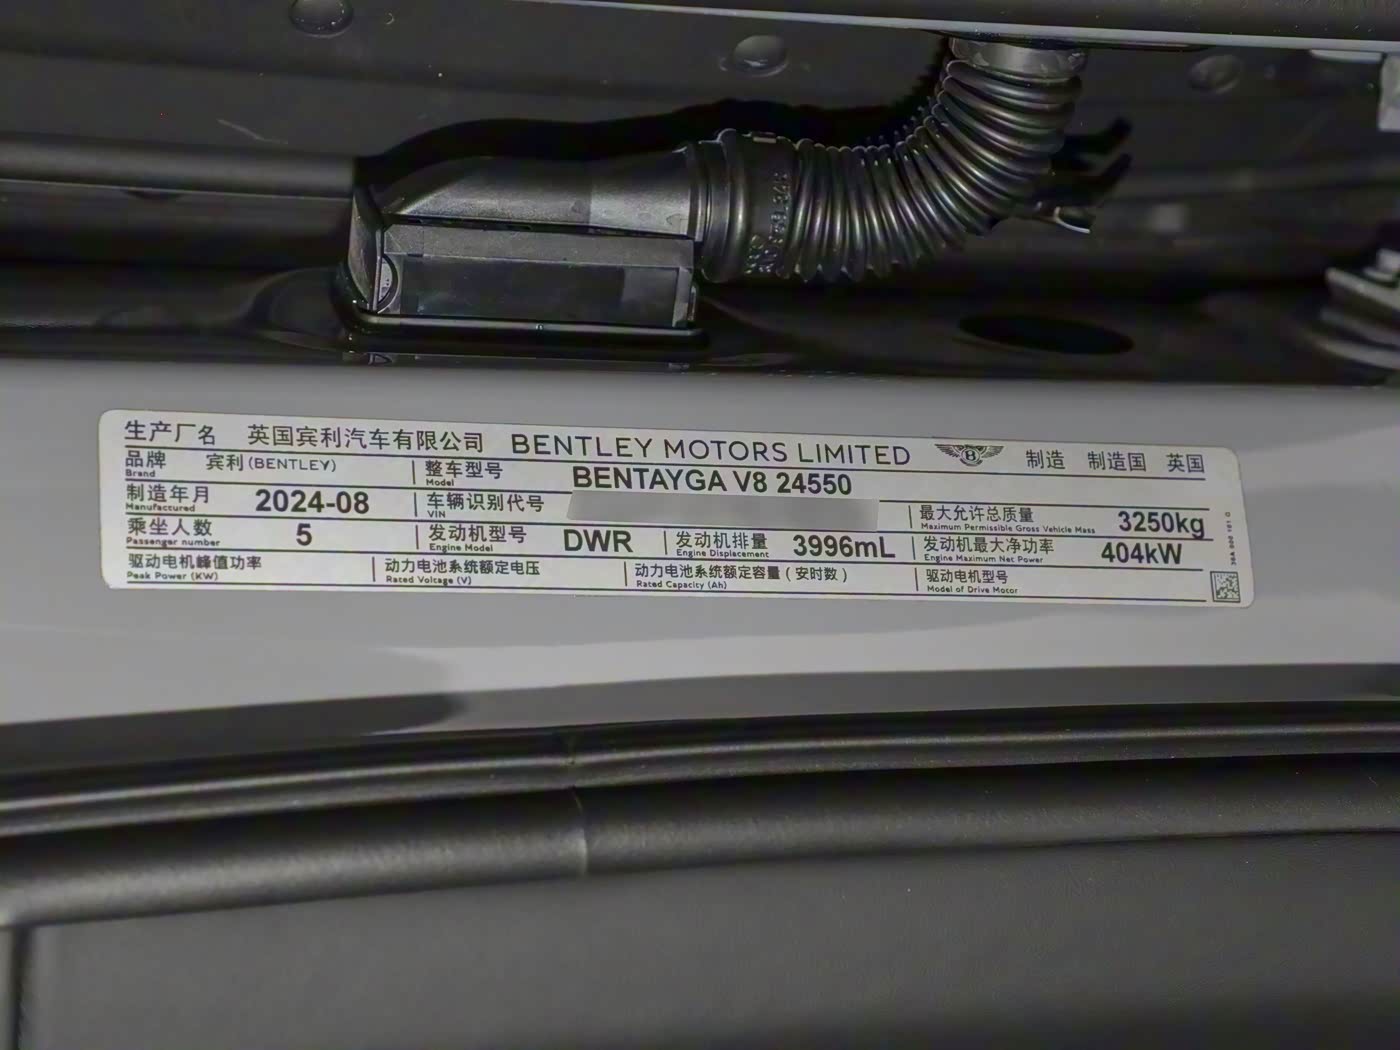 生产厂名 英国宾利汽车有限公司 BENTLEY MOTORS LIMITED B 制造 制造国 英国
品牌 Brand 宾利(BENTLEY) 整车型号 Model BENTAYGA V8 24550
制造年月 Manufactured 2024-08 车辆识别代号 VIN 最大允许总质量 Maximum Permissible Gross Vehicle Mass 3250kg
乘坐人数 Passenger number 5 发动机型号 Engine Model DWR 发动机排量 Engine Displacement 3996mL 发动机最大净功率 Engine Maximum Net Power 404kW
驱动电机峰值功率 Peak Power (KW) 动力电池系统额定电压 Rated Voltage (V) 动力电池系统额定容量(安时数) Rated Capacity (Ah) 驱动电机型号 Model of Drive Motor